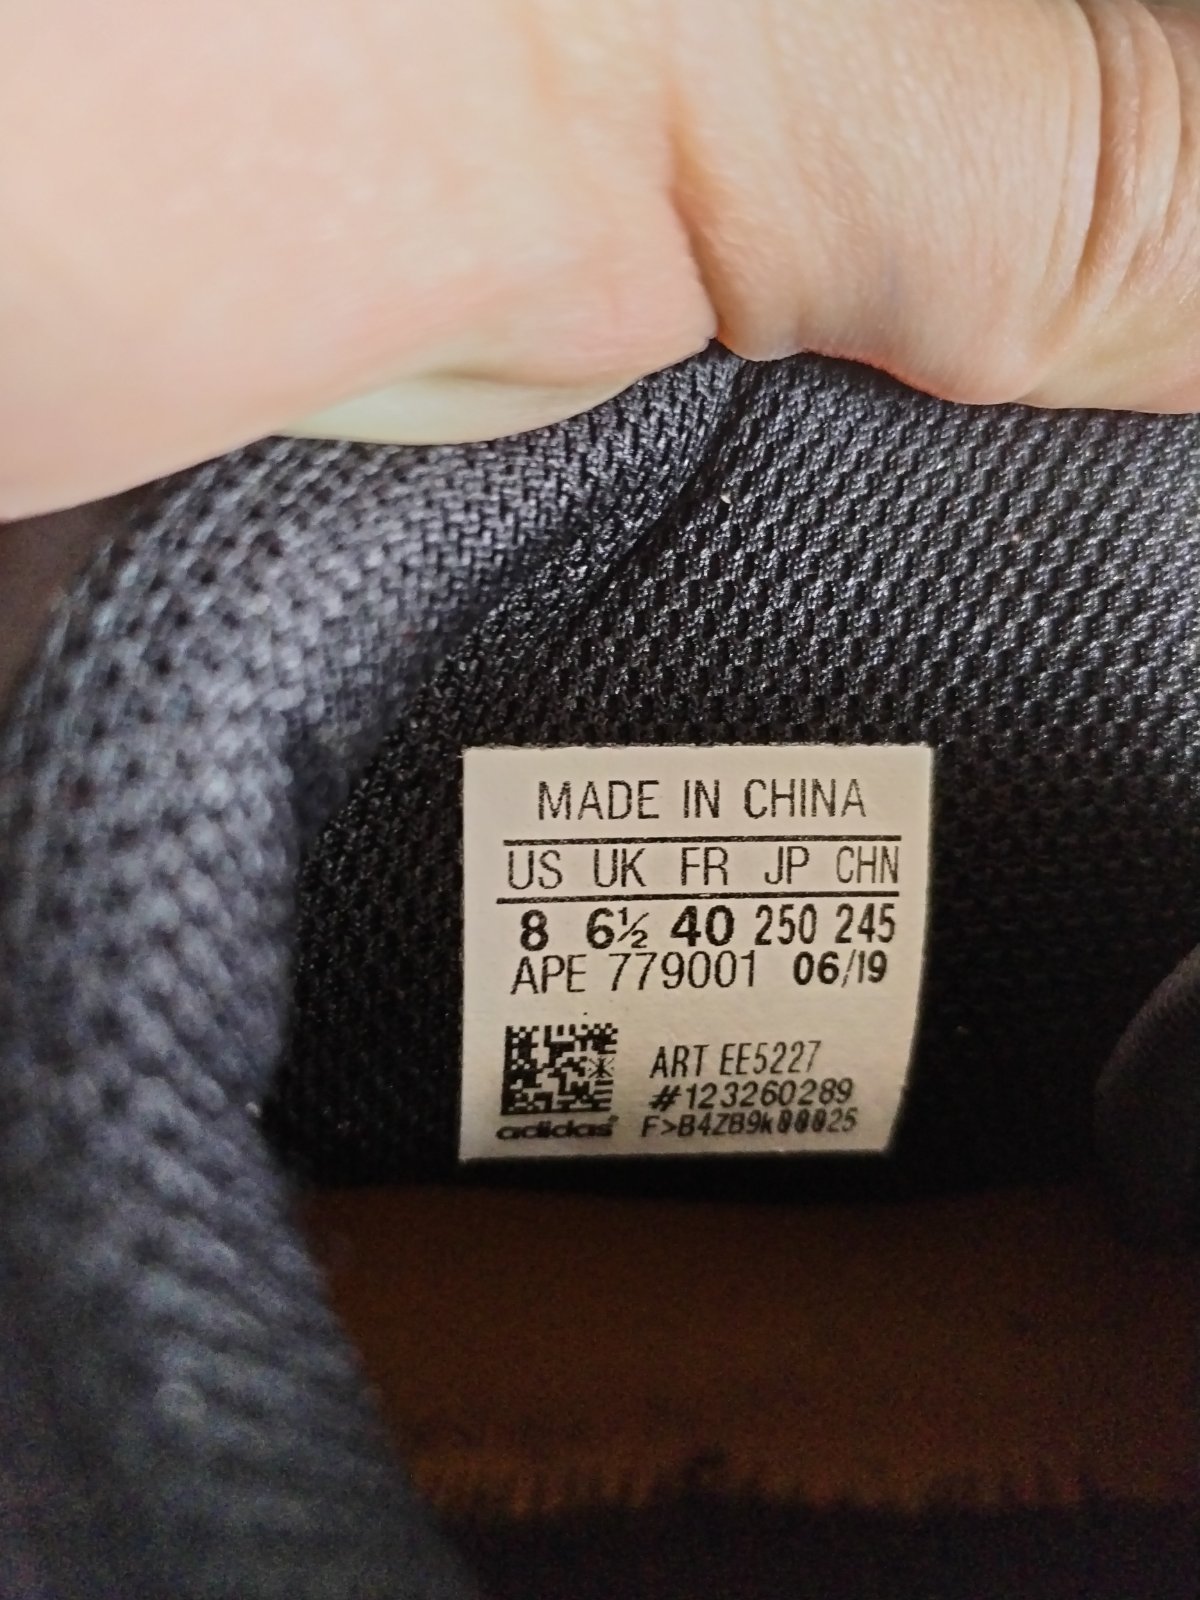 MADE IN CHINA
US UK FR JP CHN
8 6½ 40 250 245
APE 779001 06/19
ART EE5227
#123260289
adidas F>B4ZB9k00025